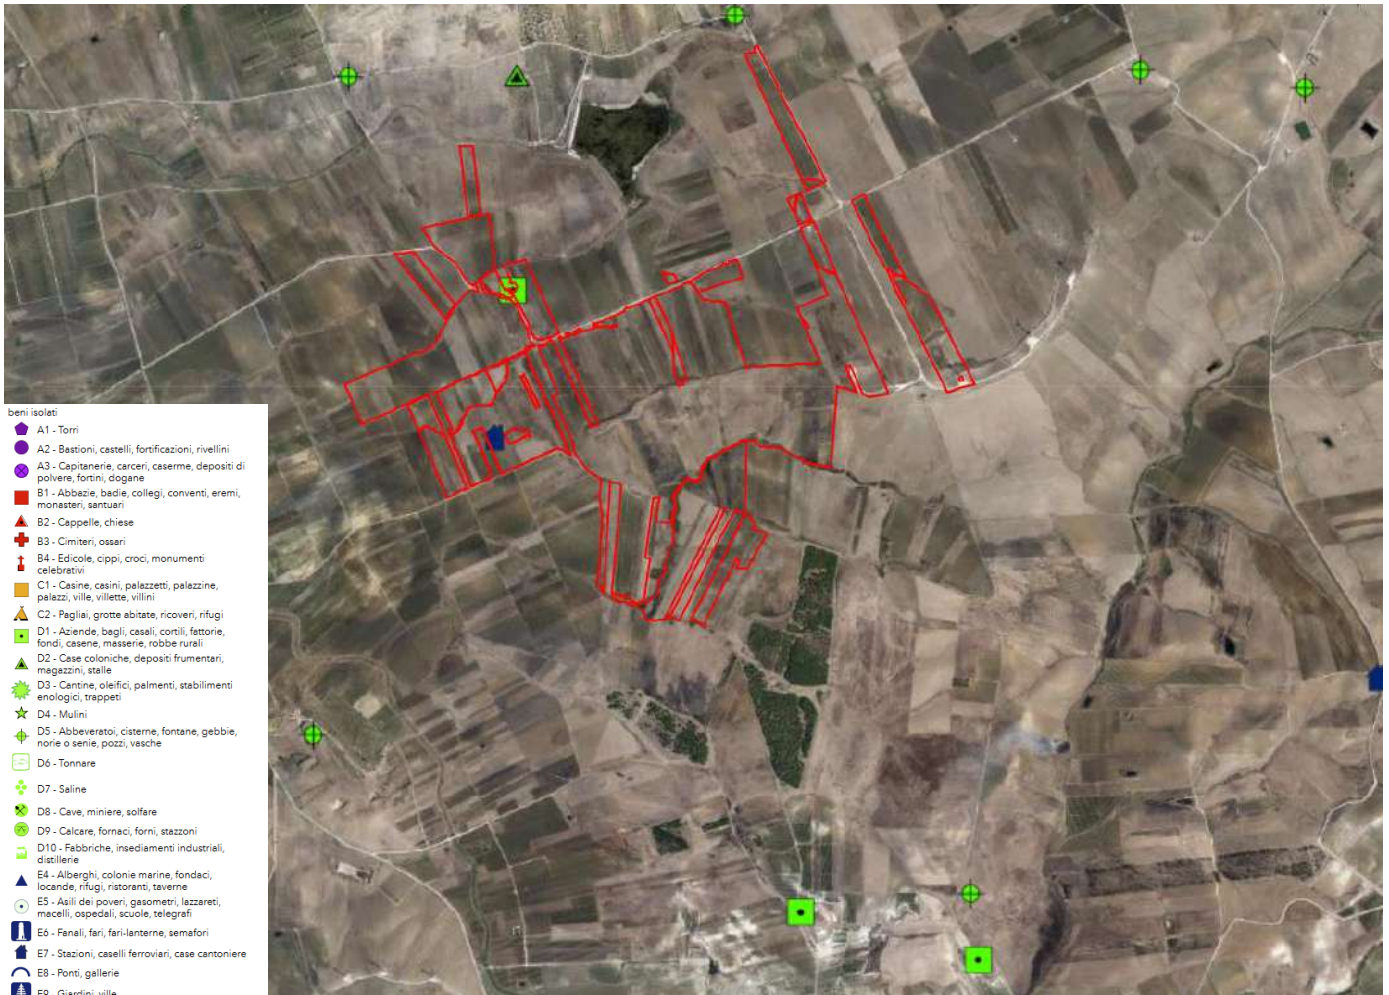 beni isolati
A1 - Torri
A2 - Bastioni, castelli, fortificazioni, rivellini
A3 - Capitanerie, carceri, caserme, depositi di
polvere, fortini, dogane
B1 - Abbazie, badie, collegi, conventi, eremi,
monasteri, santuari
B2 - Cappelle, chiese
B3 - Cimiteri, ossari
B4 - Edicole, cippi, croci, monumenti
celebrativi
C1 - Casine, casini, palazzetti, palazzine,
palazzi, ville, villette, villini
C2 - Pagliai, grotte abitate, ricoveri, rifugi
D1 - Aziende, bagli, casali, cortili, fattorie,
fondi, casene, masserie, robbe rurali
D2 - Case coloniche, depositi frumentari,
magazzini, stalle
D3 - Cantine, oleifici, palmenti, stabilimenti
enologici, trappeti
D4 - Mulini
D5 - Abbeveratoi, cisterne, fontane, gebbie,
norie o senie, pozzi, vasche
D6 - Tonnare
D7 - Saline
D8 - Cave, miniere, solfare
D9 - Calcare, fornaci, forni, stazzoni
D10 - Fabbriche, insediamenti industriali,
distillerie
E4 - Alberghi, colonie marine, fondaci,
locande, rifugi, ristoranti, taverne
E5 - Asili dei poveri, gasometri, lazzareti,
macelli, ospedali, scuole, telegrafi
E6 - Fanali, fari, fari-lanterne, semafori
E7 - Stazioni, caselli ferroviari, case cantoniere
E8 - Ponti, gallerie
E9 - Giardini, ville